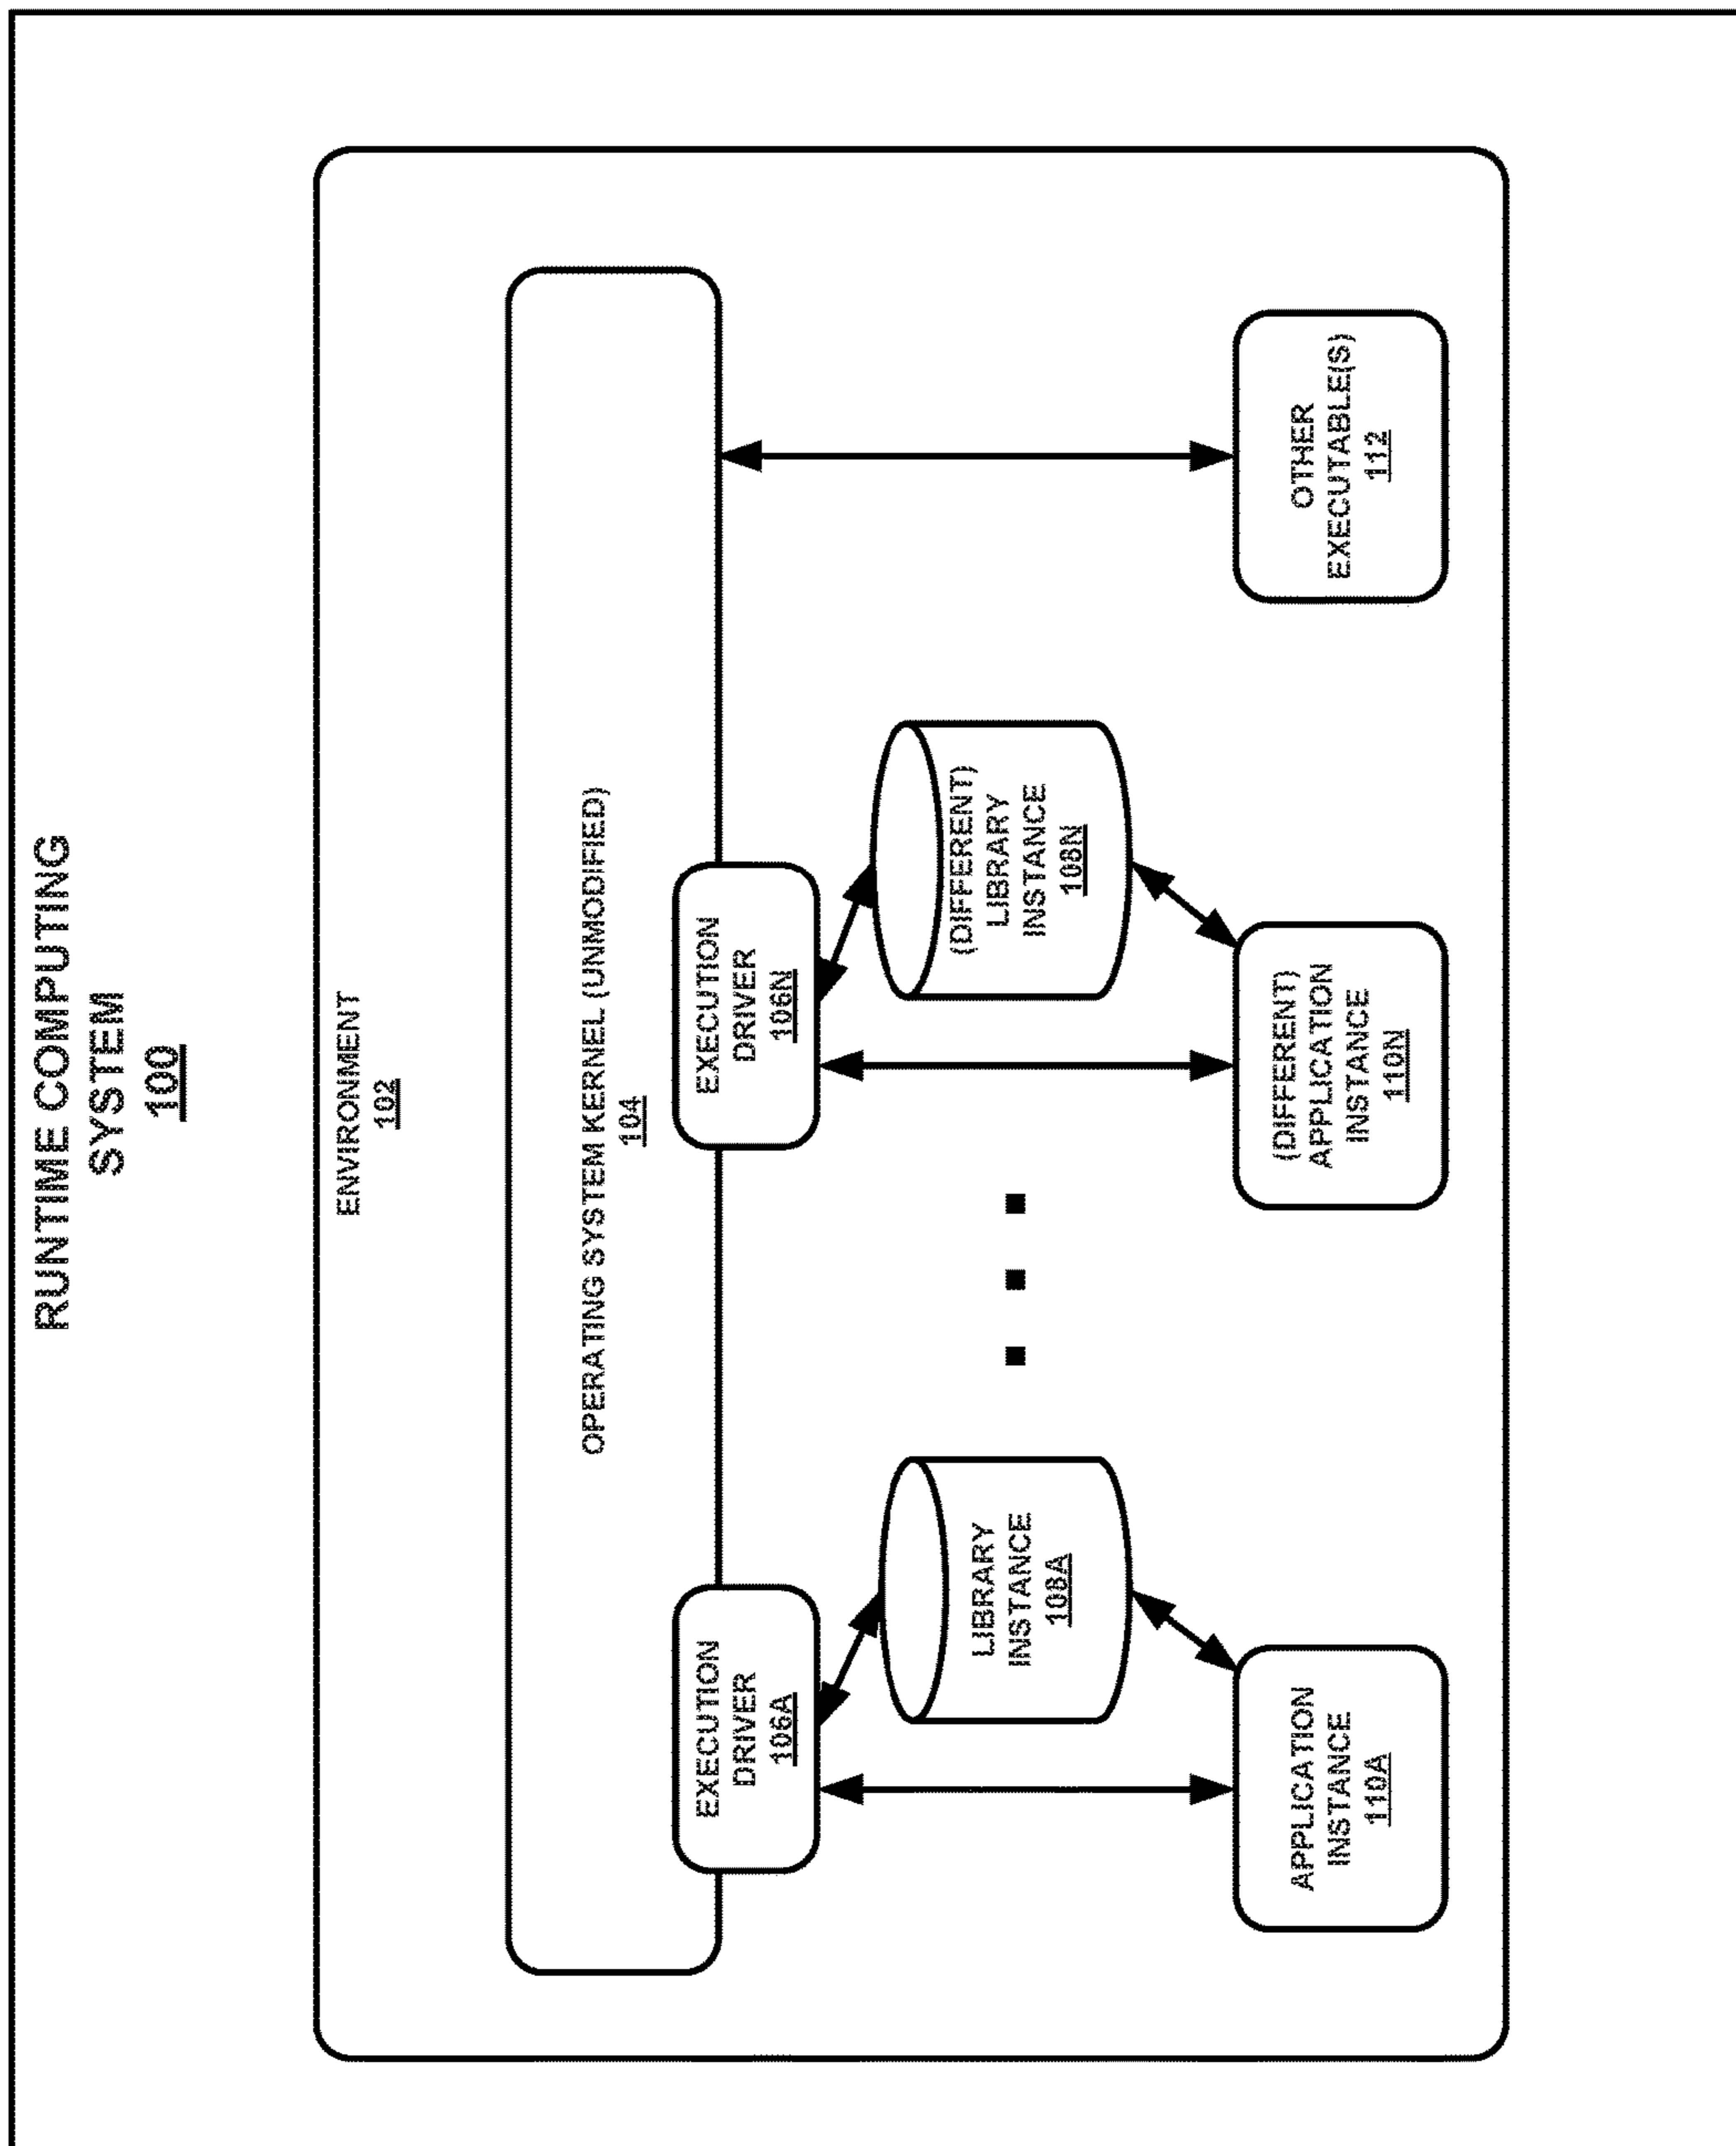 RUNTIME COMPUTING
SYSTEM
100
ENVIRONMENT
102
OPERATING SYSTEM KERNEL (UNMODIFIED)
104
EXECUTION
DRIVER
106A
EXECUTION
DRIVER
106N
LIBRARY
INSTANCE
108A
(DIFFERENT)
LIBRARY
INSTANCE
108N
APPLICATION
INSTANCE
110A
(DIFFERENT)
APPLICATION
INSTANCE
110N
OTHER
EXECUTABLE(S)
112